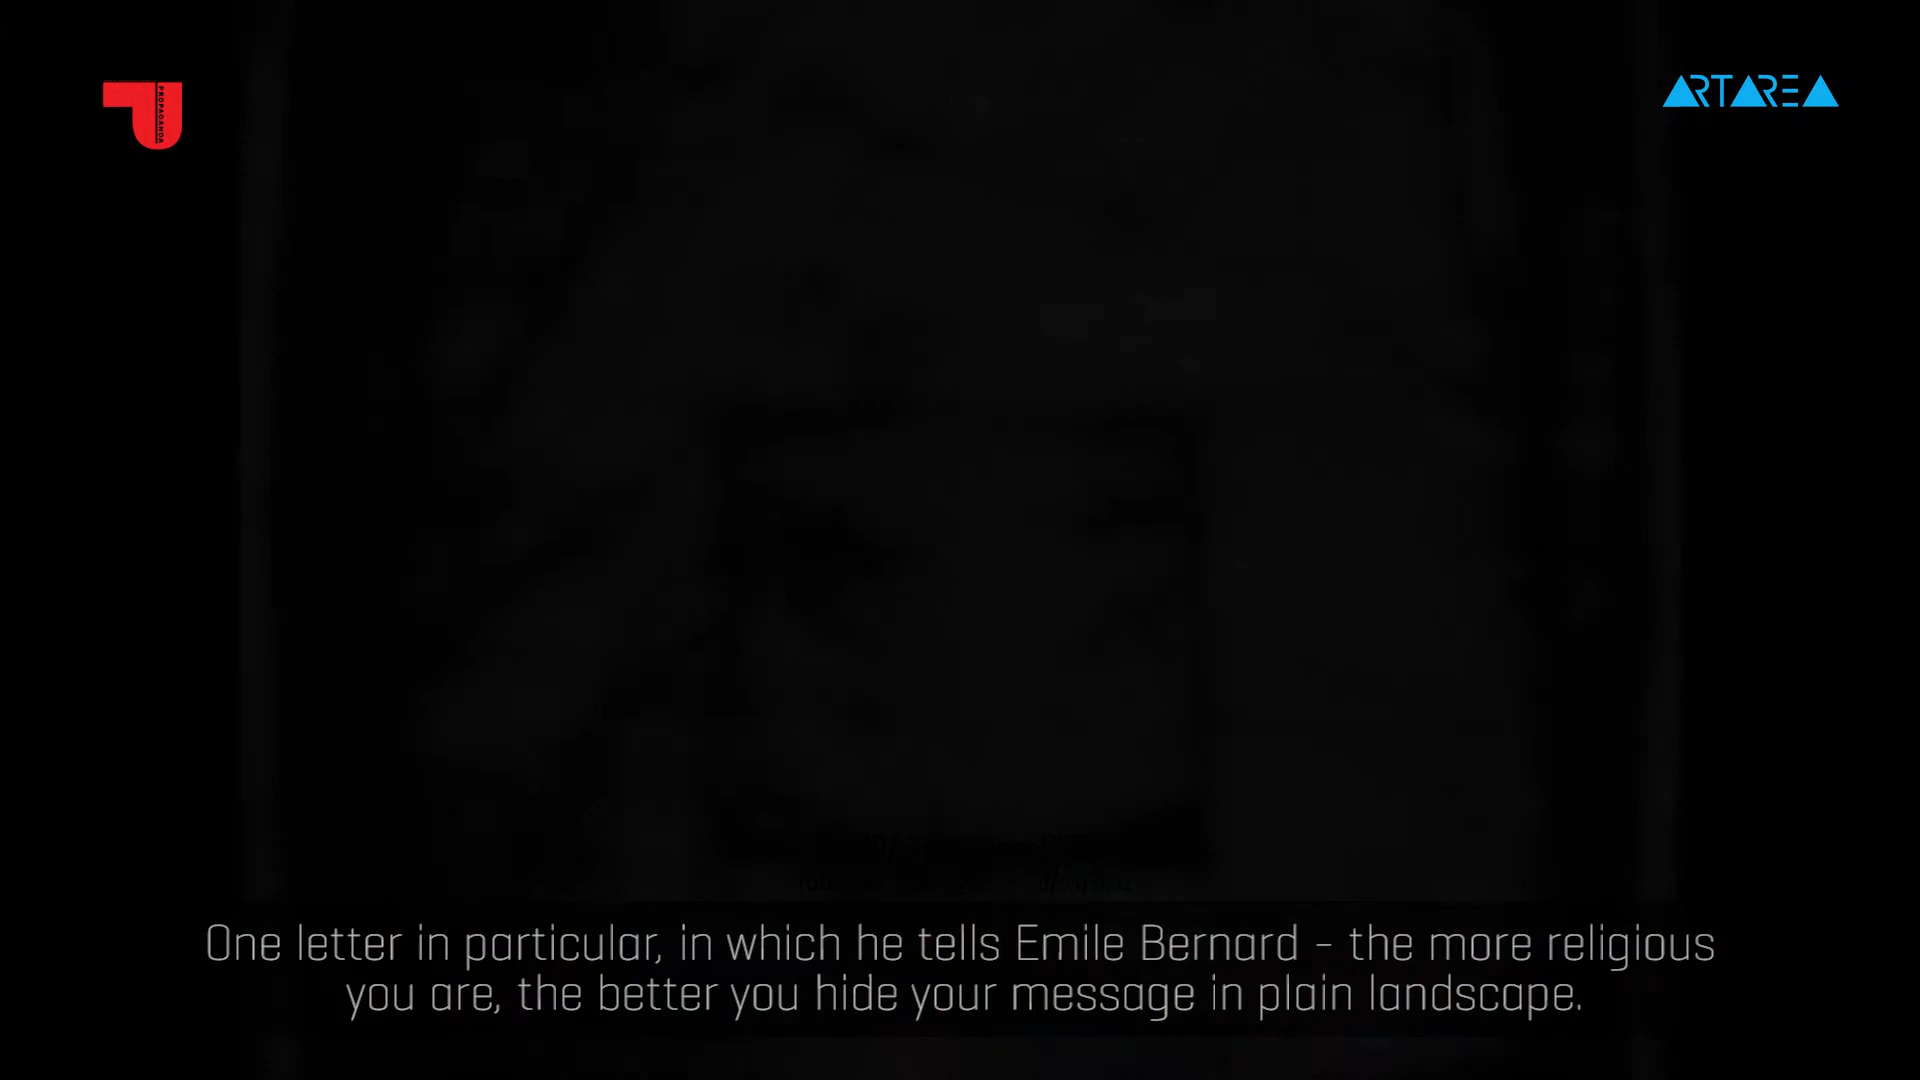 PROPAGANDA
ARTAREA
One letter in particular, in which he tells Emile Bernard - the more religious
you are, the better you hide your message in plain landscape.